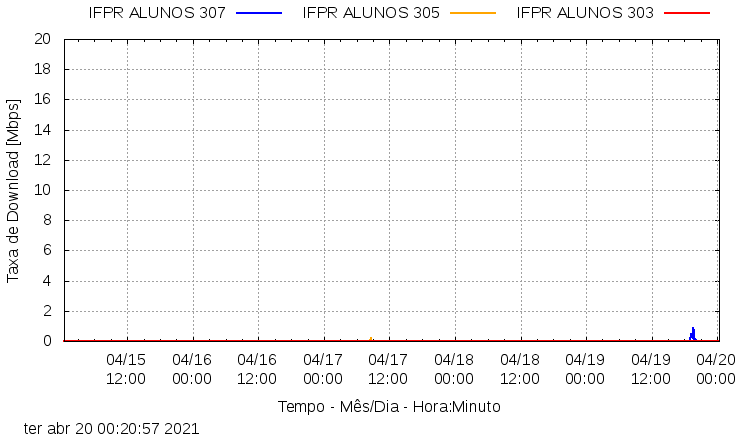 IFPR ALUNOS 307 IFPR ALUNOS 305 IFPR ALUNOS 303
Taxa de Download [Mbps]
20
18
16
14
12
10
8
6
4
2
0
04/15 04/16 04/16 04/17 04/17 04/18 04/18 04/19 04/19 04/20
12:00 00:00 12:00 00:00 12:00 00:00 12:00 00:00 12:00 00:00
Tempo - Mês/Dia - Hora:Minuto
ter abr 20 00:20:57 2021